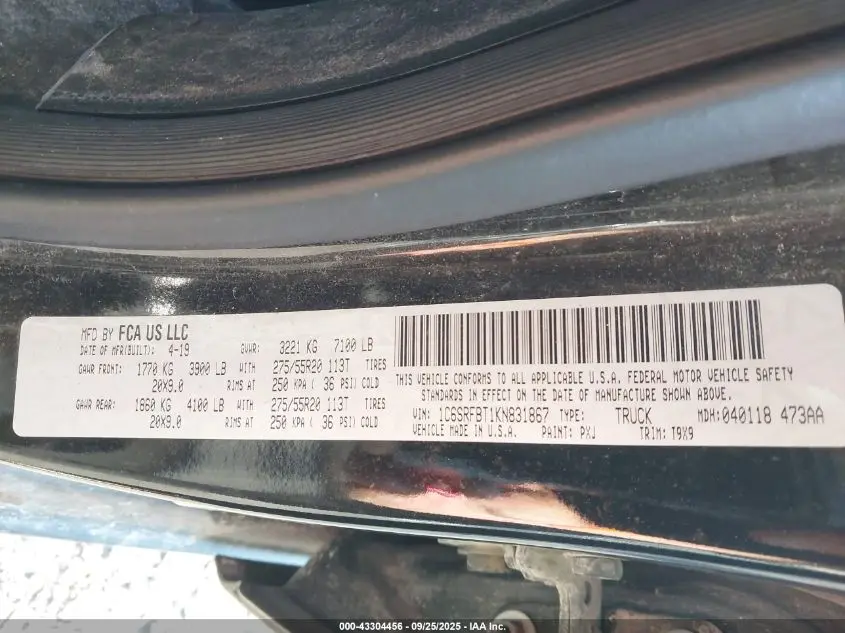 MFD BY FCA US LLC
DATE OF MFR(BUILT): 4-19 GVWR: 3221 KG 7100 LB
GAWR FRONT: 1770 KG 3900 LB WITH 275/55R20 113T TIRES
20X9.0 RIMS AT 250 KPA ( 36 PSI) COLD
GAWR REAR: 1860 KG 4100 LB WITH 275/55R20 113T TIRES
20X9.0 RIMS AT 250 KPA ( 36 PSI) COLD
THIS VEHICLE CONFORMS TO ALL APPLICABLE U.S.A. FEDERAL MOTOR VEHICLE SAFETY
STANDARDS IN EFFECT ON THE DATE OF MANUFACTURE SHOWN ABOVE.
VIN: 1C6SRFBT1KN831867 TYPE: TRUCK MDH: 040118 473AA
VEHICLE MADE IN U.S.A. PAINT: PXJ TRIM: T9X9
000-43304456 - 09/25/2025 - IAA Inc.